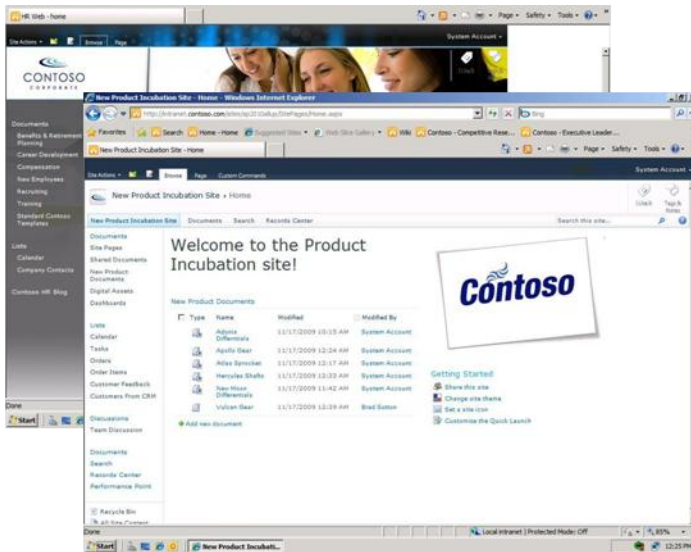 HR Web - home
Page
Safety
Tools
Site Actions
Browse
Page
System Account
CONTOSO
CORPORATE
Documents
Benefits & Retirement
Planning
Career Development
Compensation
New Employees
Recruiting
Training
Standard Contoso
Templates
Lists
Calendar
Company Contacts
Contoso HR Blog
Done
Start
New Product Incubation Site - Home - Windows Internet Explorer
Bing
Favorites
Search
Home - Home
Suggested Sites
Web Slice Gallery
Wiki
Contoso - Competitive Rese...
Contoso - Executive Leader...
New Product Incubation Site - Home
Page
Safety
Tools
Site Actions
Browse
Page
Custom Commands
System Account
New Product Incubation Site
Home
Tags &
Notes
New Product Incubation Site
Documents
Search
Records Center
Search this site...
Documents
Site Pages
Shared Documents
New Product
Documents
Digital Assets
Dashboards
Lists
Calendar
Tasks
Orders
Order Items
Customer Feedback
Customers From CRM
Discussions
Team Discussion
Documents
Search
Records Center
Performance Point
Recycle Bin
All Site Content
Welcome to the Product
Incubation site!
New Product Documents
Type Name Modified Modified By
Adonis
Differentials 11/17/2009 10:15 AM System Account
Apollo Gear 11/17/2009 12:24 AM System Account
Atlas Sprocket 11/17/2009 12:17 AM System Account
Hercules Shafts 11/17/2009 12:33 AM System Account
New Moon
Differentials 11/17/2009 11:42 AM System Account
Vulcan Gear 11/17/2009 12:39 AM Brad Sutton
Add new document
Contoso
Getting Started
Share this site
Change site theme
Set a site icon
Customize the Quick Launch
Done
Local intranet | Protected Mode: Off
85%
Start
New Product Incubati...
12:25 PM